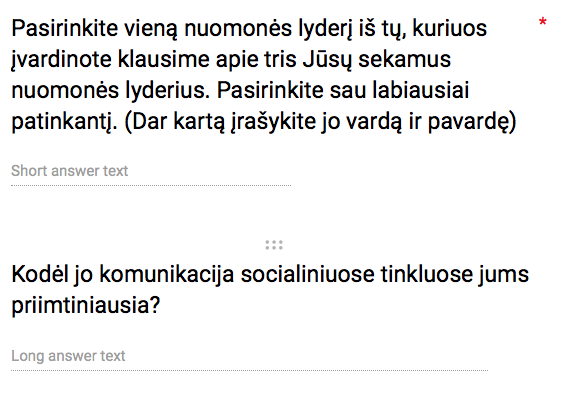 Pasirinkite vieną nuomonės lyderį iš tų, kuriuos *
įvardinote klausime apie tris Jūsų sekamus
nuomonės lyderius. Pasirinkite sau labiausiai
patinkantį. (Dar kartą įrašykite jo vardą ir pavardę)
Short answer text
Kodėl jo komunikacija socialiniuose tinkluose jums
priimtiniausia?
Long answer text